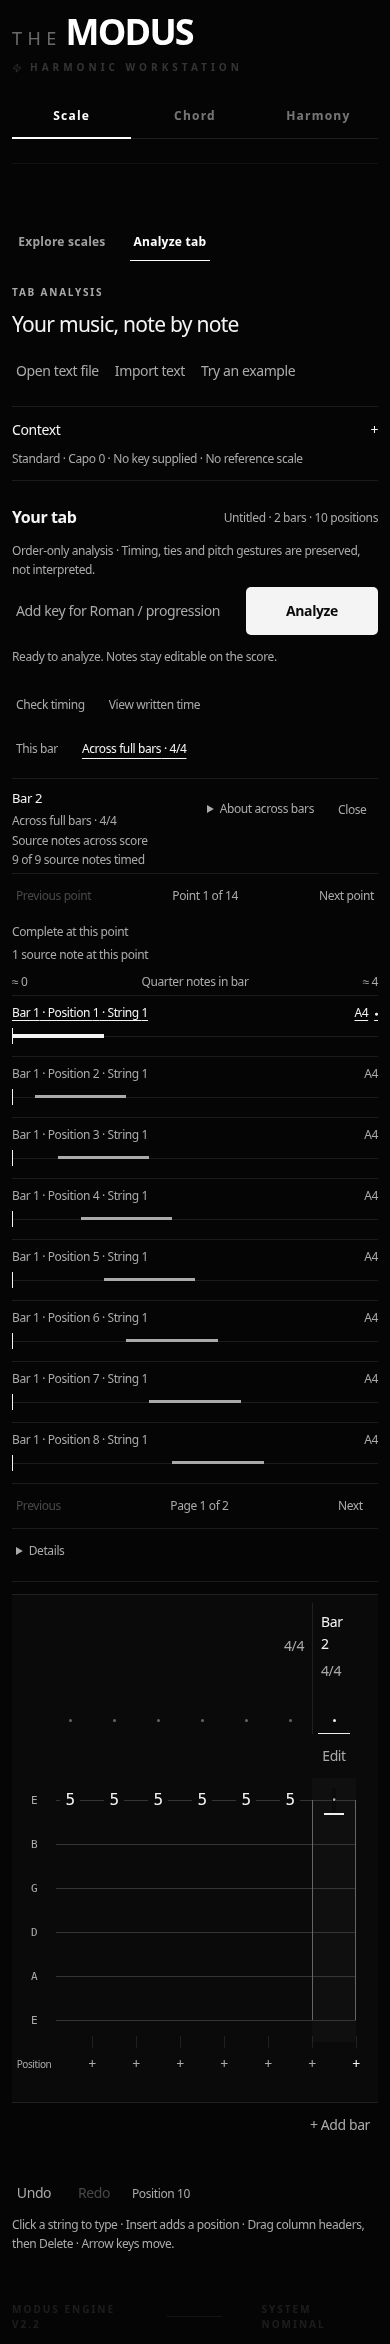 THE MODUS
HARMONIC WORKSTATION
Scale Chord Harmony
Explore scales Analyze tab
TAB ANALYSIS
Your music, note by note
Open text file Import text Try an example
Context +
Standard · Capo 0 · No key supplied · No reference scale
Your tab Untitled · 2 bars · 10 positions
Order-only analysis · Timing, ties and pitch gestures are preserved,
not interpreted.
Add key for Roman / progression Analyze
Ready to analyze. Notes stay editable on the score.
Check timing View written time
This bar Across full bars · 4/4
Bar 2 ▶ About across bars Close
Across full bars · 4/4
Source notes across score
9 of 9 source notes timed
Previous point Point 1 of 14 Next point
Complete at this point
1 source note at this point
≈ 0 Quarter notes in bar ≈ 4
Bar 1 · Position 1 · String 1 A4 •
Bar 1 · Position 2 · String 1 A4
Bar 1 · Position 3 · String 1 A4
Bar 1 · Position 4 · String 1 A4
Bar 1 · Position 5 · String 1 A4
Bar 1 · Position 6 · String 1 A4
Bar 1 · Position 7 · String 1 A4
Bar 1 · Position 8 · String 1 A4
Previous Page 1 of 2 Next
▶ Details
Bar
2
4/4 4/4
· · · · · · ·
Edit
E 5 5 5 5 5 5 ·
B
G
D
A
E
Position + + + + + + +
+ Add bar
Undo Redo Position 10
Click a string to type · Insert adds a position · Drag column headers,
then Delete · Arrow keys move.
MODUS ENGINE
V2.2
SYSTEM
NOMINAL